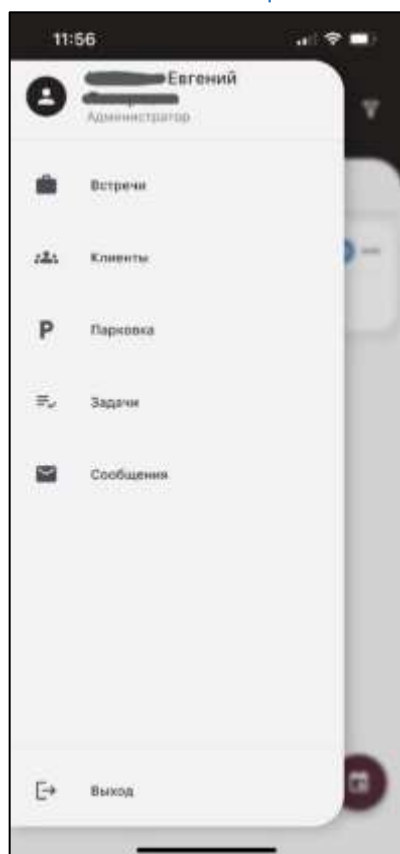 11:56
Евгений
Администратор
Встречи
Клиенты
P Парковка
Задачи
Сообщения
Выход